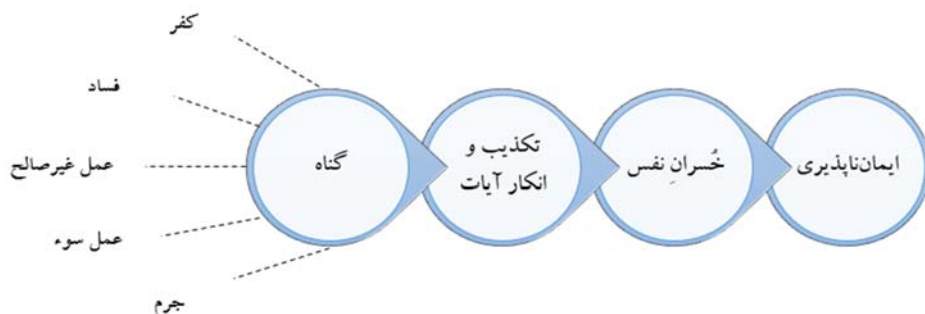 کفر
فساد
عمل غیرصالح
عمل سوء
جرم
گناه
تکذیب و
انکار آیات
خُسرانِ نفس
ایمان‌ناپذیری